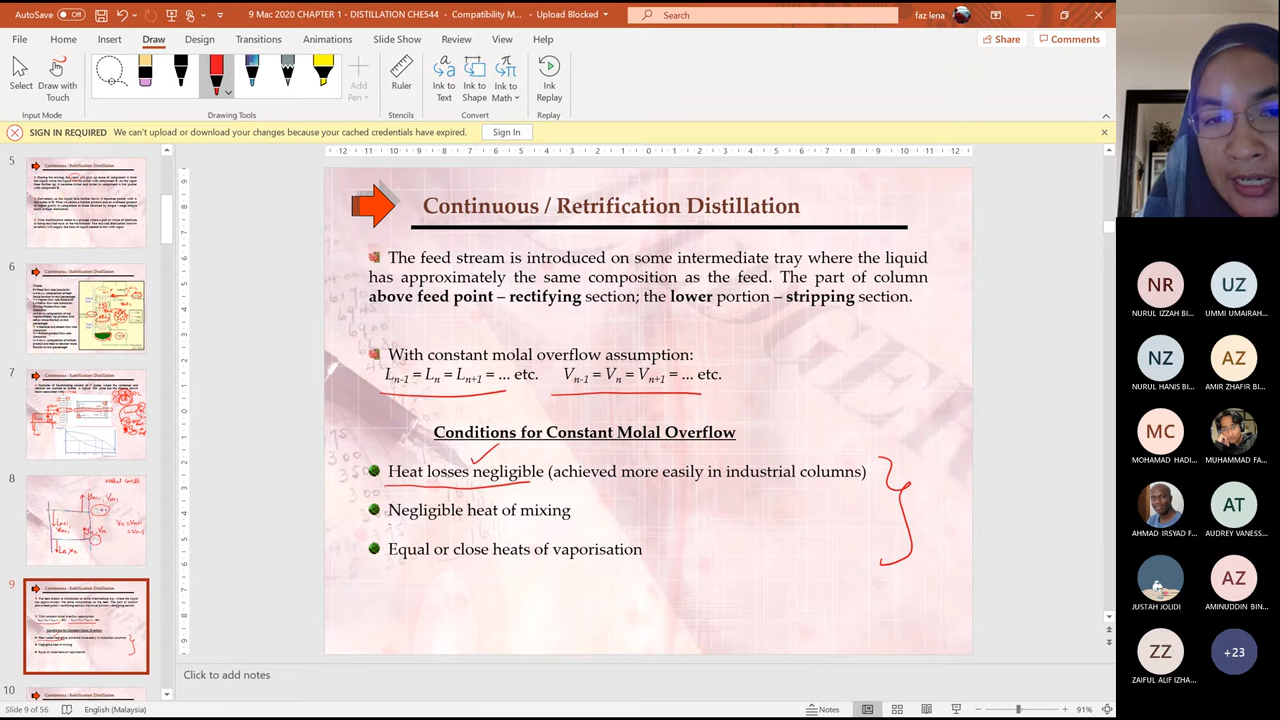 AutoSave Off
9 Mac 2020 CHAPTER 1 - DISTILLATION CHES44 - Compatibility M... - Upload Blocked
Search
faz lena
File Home Insert Draw Design Transitions Animations Slide Show Review View Help
Share Comments
Select
Draw with
Touch
Input Mode
Drawing Tools
Add
Pen
Ruler
Stencils
Ink to
Text
Ink to
Shape
Ink to
Math
Convert
Ink
Replay
Replay
SIGN IN REQUIRED We can't upload or download your changes because your cached credentials have expired. Sign In
5
6
7
8
9
10
Continuous / Retrification Distillation
The feed stream is introduced on some intermediate tray where the liquid
has approximately the same composition as the feed. The part of column
above feed point – rectifying section; the lower portion – stripping section.
With constant molal overflow assumption:
Ln-1 = Ln = Ln+1 = ... etc. Vn-1 = Vn = Vn+1 = ... etc.
Conditions for Constant Molal Overflow
Heat losses negligible (achieved more easily in industrial columns)
Negligible heat of mixing
Equal or close heats of vaporisation
Click to add notes
Slide 9 of 56 English (Malaysia) Notes 91%
NR
NURUL IZZAH BI...
UZ
UMMI UMAIRAH...
NZ
NURUL HANIS BI...
AZ
AMIR ZHAFIR BI...
MC
MOHAMAD HADI...
MUHAMMAD FA...
AHMAD IRSYAD F...
AT
AUDREY VANESS...
JUSTAH JOLIDI
AZ
AMINUDDIN BIN...
ZZ
ZAIFUL ALIF IZHA...
+23